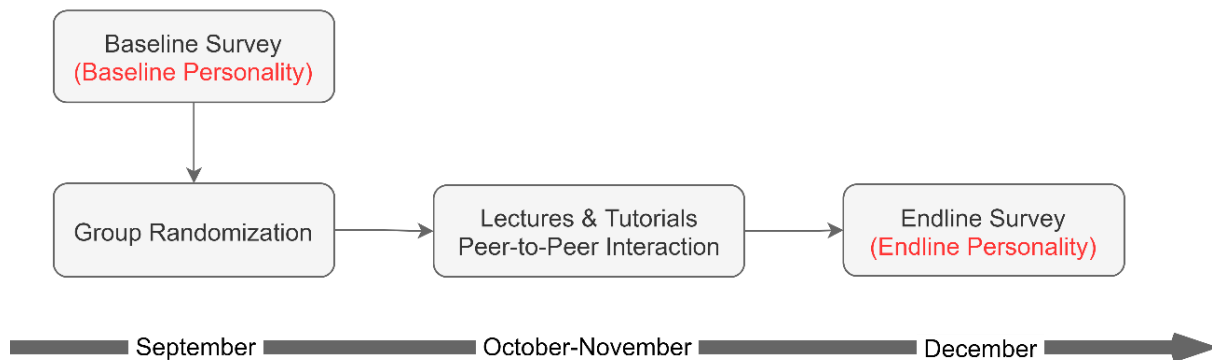 Baseline Survey
(Baseline Personality)
Group Randomization
Lectures & Tutorials
Peer-to-Peer Interaction
Endline Survey
(Endline Personality)
September
October-November
December